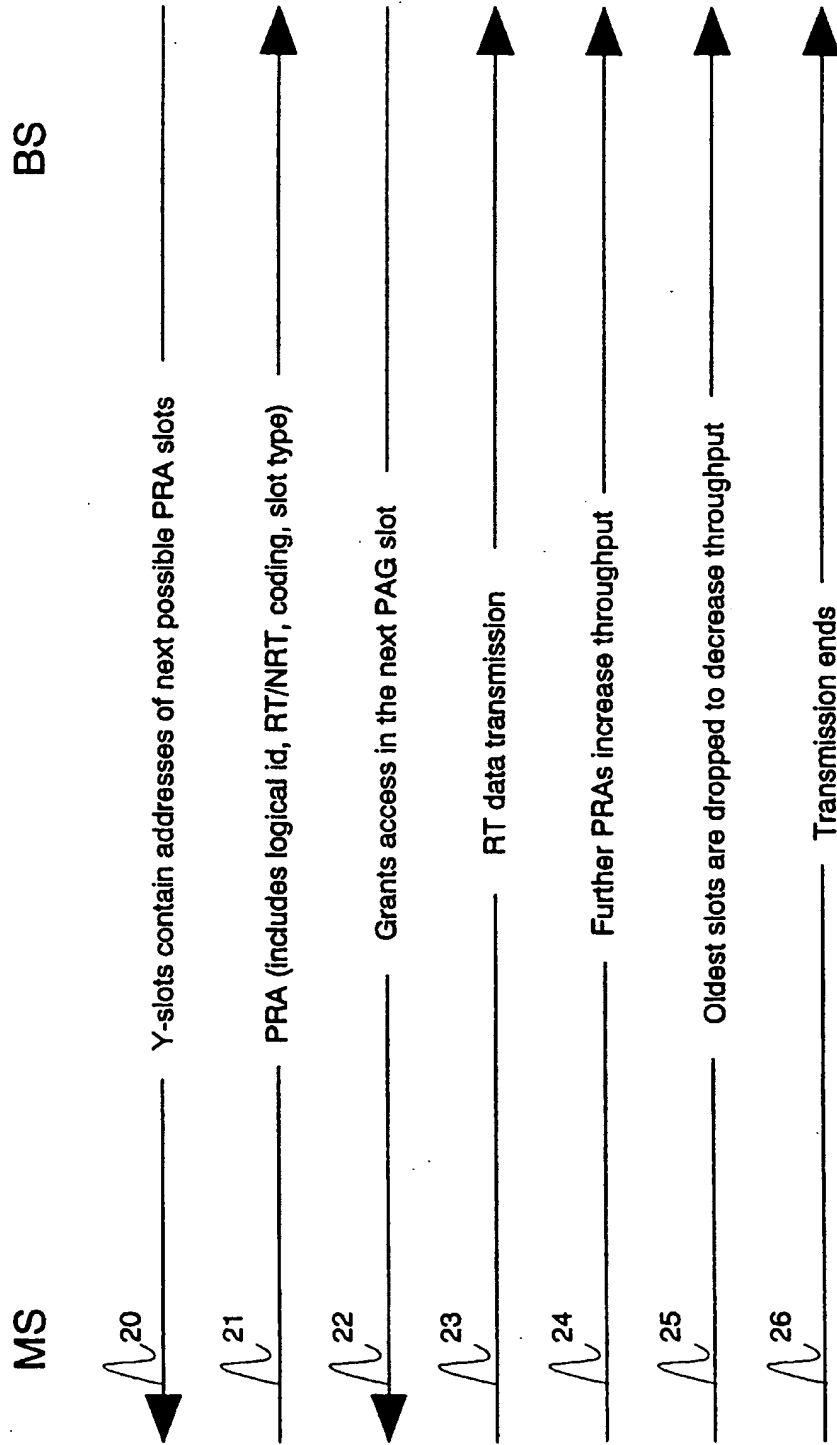 MS BS
20
Y-slots contain addresses of next possible PRA slots
21
PRA (includes logical id, RT/NRT, coding, slot type)
22
Grants access in the next PAG slot
23
RT data transmission
24
Further PRAs increase throughput
25
Oldest slots are dropped to decrease throughput
26
Transmission ends